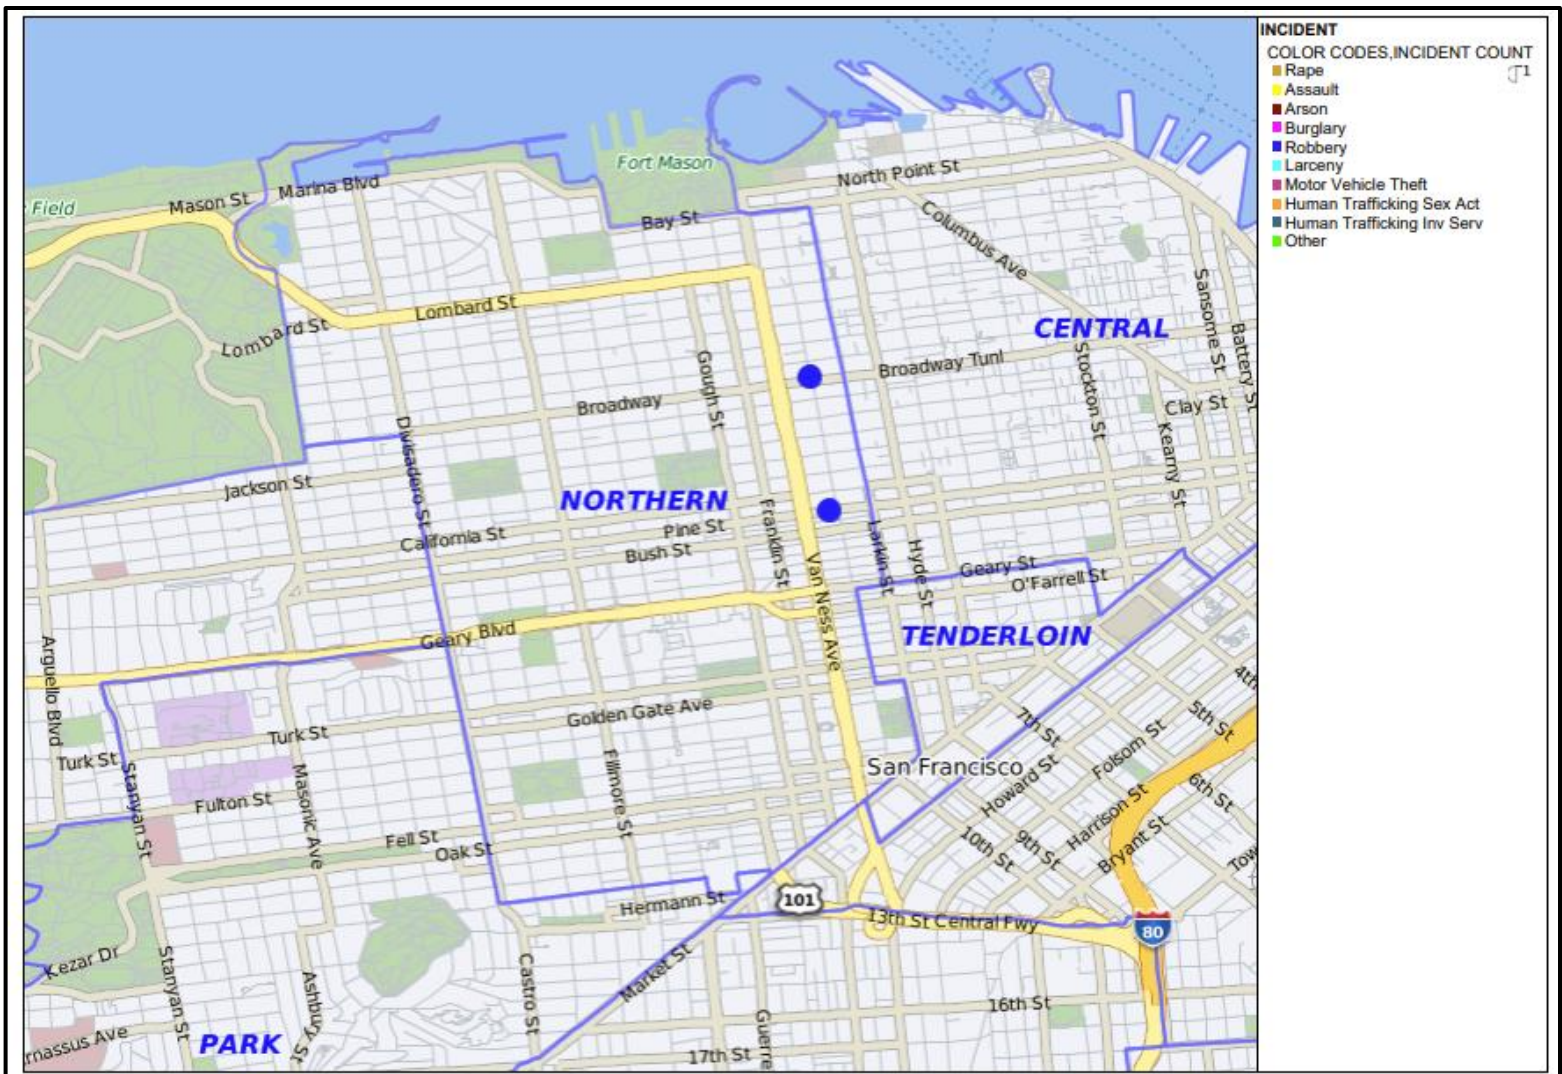 INCIDENT
COLOR CODES,INCIDENT COUNT
Rape
1
Assault
Arson
Burglary
Robbery
Larceny
Motor Vehicle Theft
Human Trafficking Sex Act
Human Trafficking Inv Serv
Other
Fort Mason
North Point St
Marina Blvd
Mason St
Field
Bay St
Columbus Ave
Sansome St
Battery St
Lombard St
Lombard St
CENTRAL
Stockton St
Gough St
Broadway Tunl
Broadway
Clay St
Kearny St
Divisadero St
Jackson St
NORTHERN
Franklin St
Pine St
California St
Bush St
Larkin St
Hyde St
Van Ness Ave
Geary St
O'Farrell St
Geary Blvd
TENDERLOIN
Arguello Blvd
4th
5th St
7th St
Golden Gate Ave
Turk St
Turk St
Folsom St
Fillmore St
San Francisco
Howard St
6th St
Stanyan St
Masonic Ave
Fulton St
Harrison St
Fell St
Oak St
10th St
9th St
Bryant St
Tow
Hermann St
101
13th St Central Fwy
80
Kezar Dr
Stanyan St
Ashbury St
Castro St
Market St
16th St
Guerre
rnassus Ave
PARK
17th St